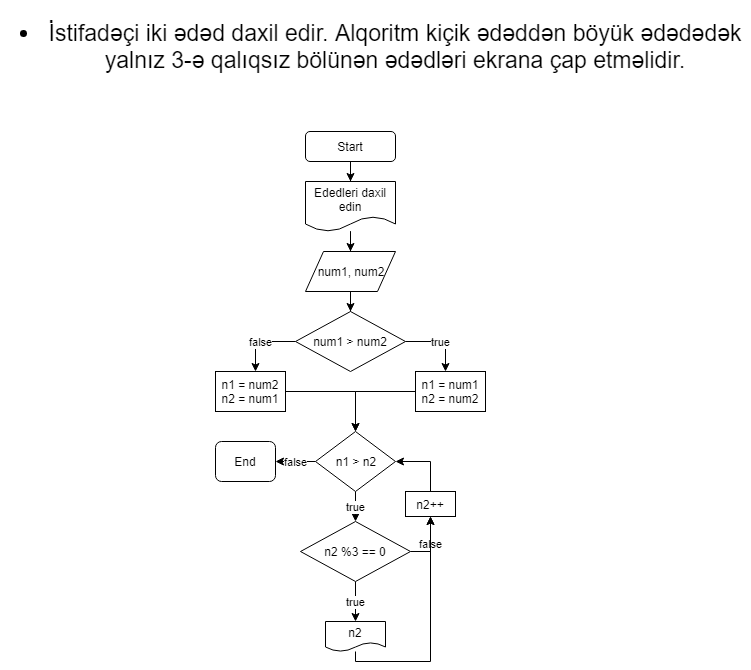 • İstifadəçi iki ədəd daxil edir. Alqoritm kiçik ədəddən böyük ədədədək
yalnız 3-ə qalıqsız bölünən ədədləri ekrana çap etməlidir.
Start
Ededleri daxil
edin
num1, num2
num1 > num2
false
true
n1 = num2
n2 = num1
n1 = num1
n2 = num2
End
false
n1 > n2
n2++
true
false
n2 %3 == 0
true
n2